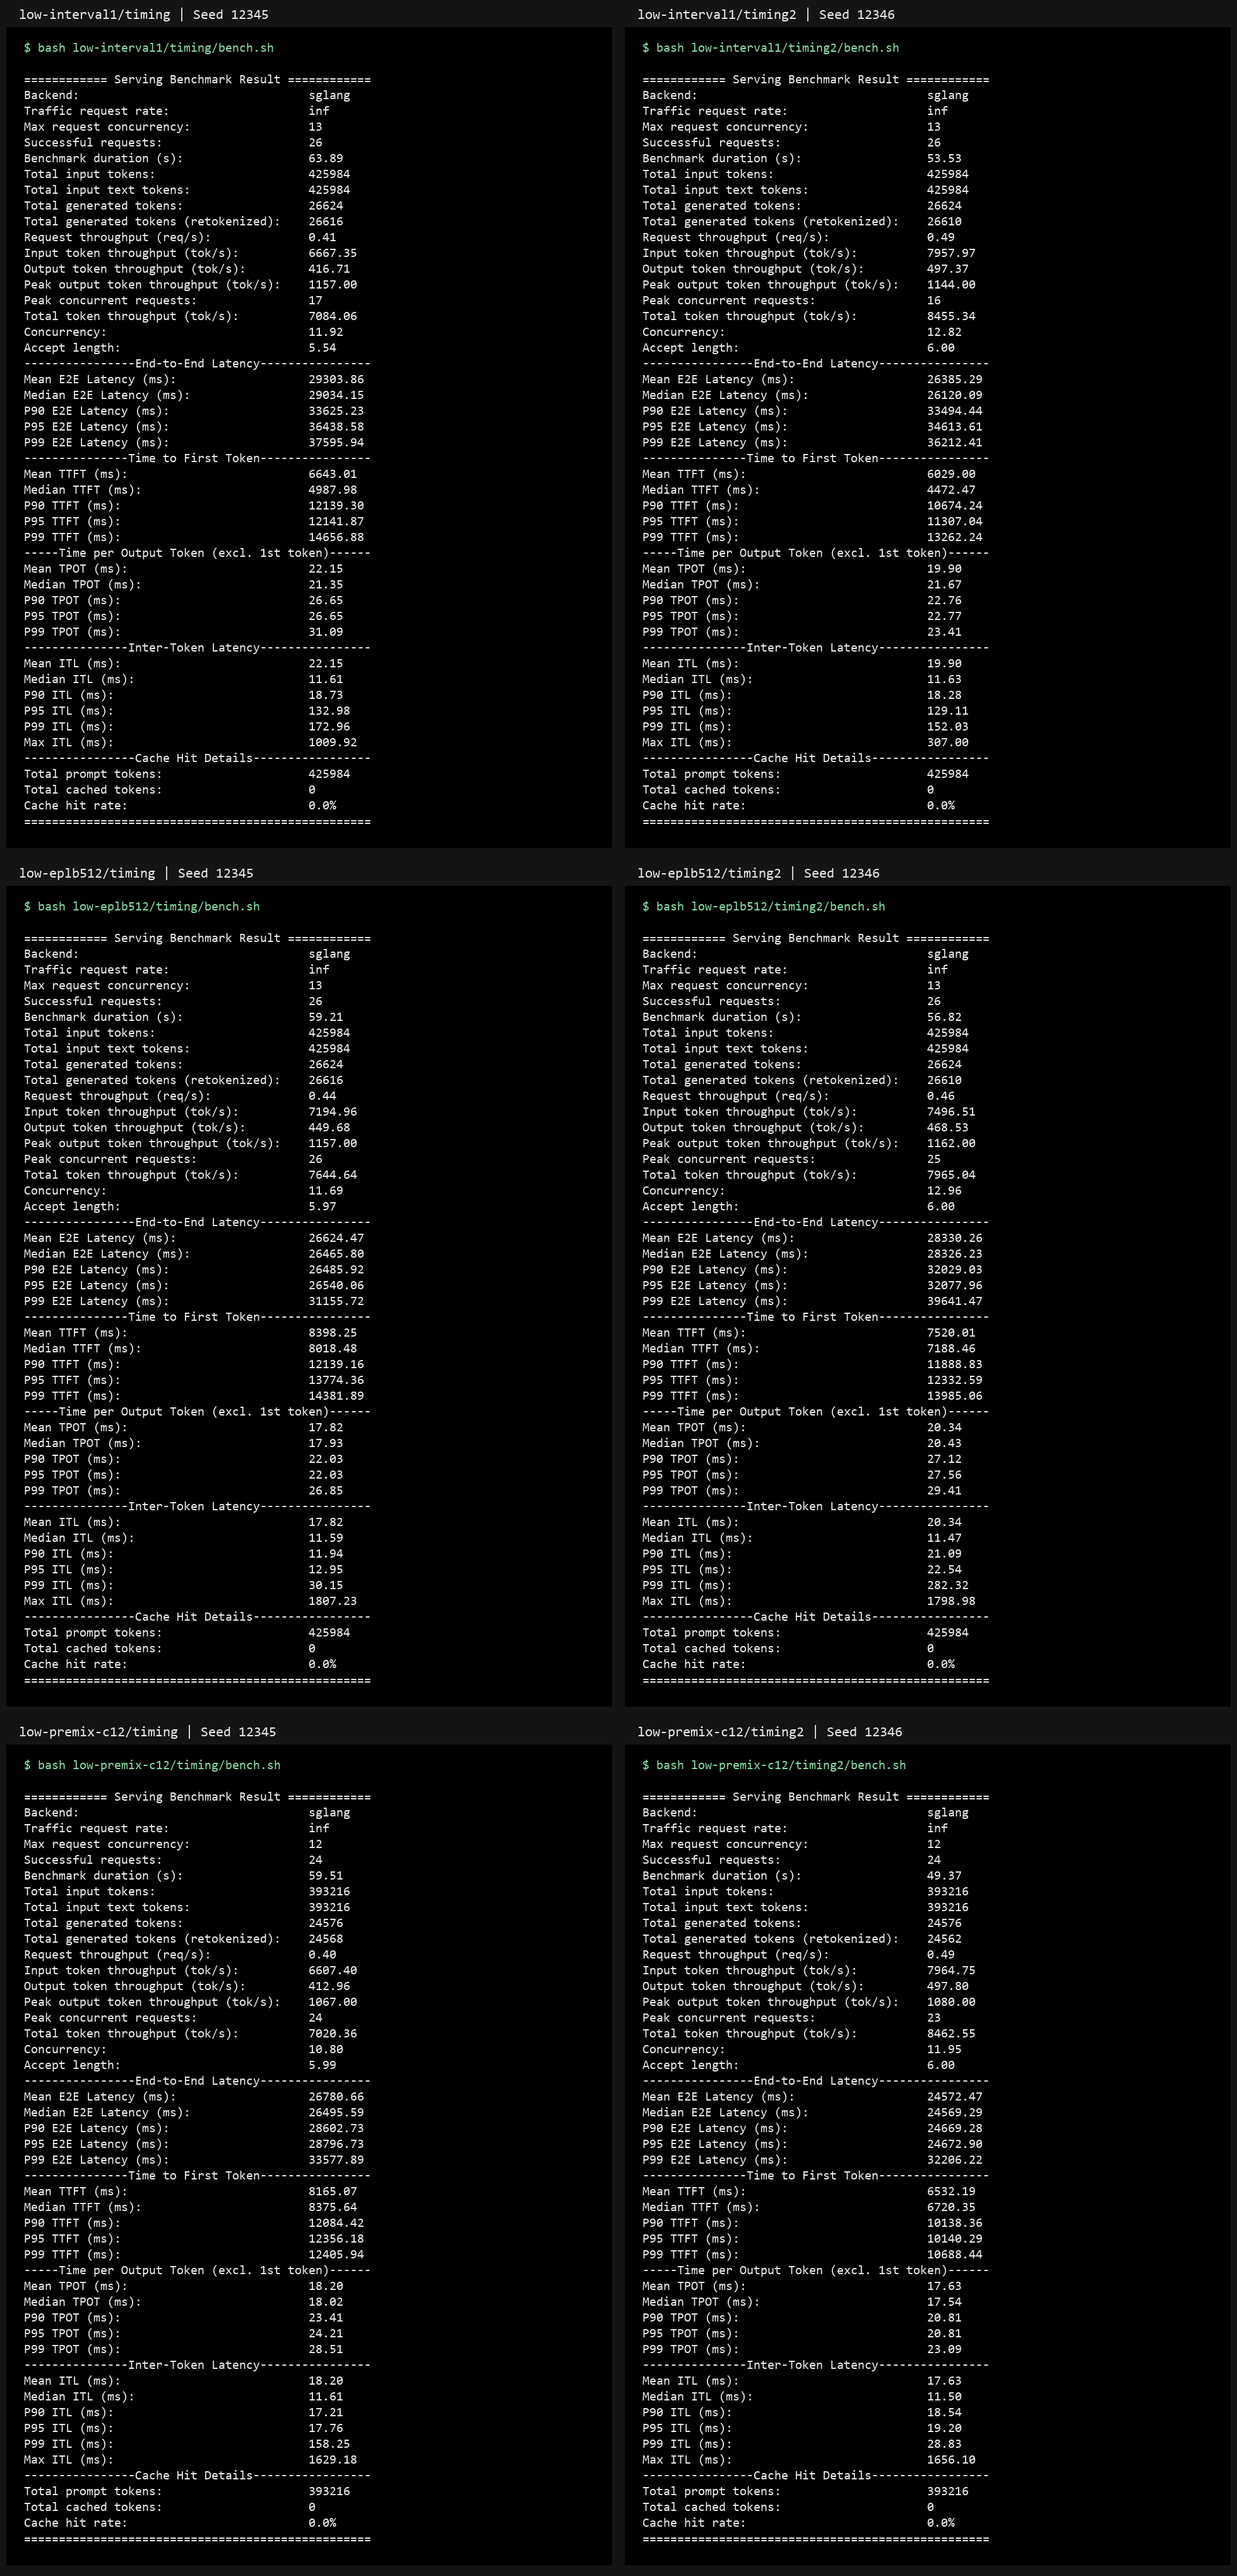 low-interval1/timing | Seed 12345
$ bash low-interval1/timing/bench.sh
============ Serving Benchmark Result ============
Backend: sglang
Traffic request rate: inf
Max request concurrency: 13
Successful requests: 26
Benchmark duration (s): 63.89
Total input tokens: 425984
Total input text tokens: 425984
Total generated tokens: 26624
Total generated tokens (retokenized): 26616
Request throughput (req/s): 0.41
Input token throughput (tok/s): 6667.35
Output token throughput (tok/s): 416.71
Peak output token throughput (tok/s): 1157.00
Peak concurrent requests: 17
Total token throughput (tok/s): 7084.06
Concurrency: 11.92
Accept length: 5.54
----------------End-to-End Latency----------------
Mean E2E Latency (ms): 29303.86
Median E2E Latency (ms): 29034.15
P90 E2E Latency (ms): 33625.23
P95 E2E Latency (ms): 36438.58
P99 E2E Latency (ms): 37595.94
---------------Time to First Token----------------
Mean TTFT (ms): 6643.01
Median TTFT (ms): 4987.98
P90 TTFT (ms): 12139.30
P95 TTFT (ms): 12141.87
P99 TTFT (ms): 14656.88
-----Time per Output Token (excl. 1st token)------
Mean TPOT (ms): 22.15
Median TPOT (ms): 21.35
P90 TPOT (ms): 26.65
P95 TPOT (ms): 26.65
P99 TPOT (ms): 31.09
---------------Inter-Token Latency----------------
Mean ITL (ms): 22.15
Median ITL (ms): 11.61
P90 ITL (ms): 18.73
P95 ITL (ms): 132.98
P99 ITL (ms): 172.96
Max ITL (ms): 1009.92
----------------Cache Hit Details-----------------
Total prompt tokens: 425984
Total cached tokens: 0
Cache hit rate: 0.0%
==================================================
low-interval1/timing2 | Seed 12346
$ bash low-interval1/timing2/bench.sh
============ Serving Benchmark Result ============
Backend: sglang
Traffic request rate: inf
Max request concurrency: 13
Successful requests: 26
Benchmark duration (s): 53.53
Total input tokens: 425984
Total input text tokens: 425984
Total generated tokens: 26624
Total generated tokens (retokenized): 26610
Request throughput (req/s): 0.49
Input token throughput (tok/s): 7957.97
Output token throughput (tok/s): 497.37
Peak output token throughput (tok/s): 1144.00
Peak concurrent requests: 16
Total token throughput (tok/s): 8455.34
Concurrency: 12.82
Accept length: 6.00
----------------End-to-End Latency----------------
Mean E2E Latency (ms): 26385.29
Median E2E Latency (ms): 26120.09
P90 E2E Latency (ms): 33494.44
P95 E2E Latency (ms): 34613.61
P99 E2E Latency (ms): 36212.41
---------------Time to First Token----------------
Mean TTFT (ms): 6029.00
Median TTFT (ms): 4472.47
P90 TTFT (ms): 10674.24
P95 TTFT (ms): 11307.04
P99 TTFT (ms): 13262.24
-----Time per Output Token (excl. 1st token)------
Mean TPOT (ms): 19.90
Median TPOT (ms): 21.67
P90 TPOT (ms): 22.76
P95 TPOT (ms): 22.77
P99 TPOT (ms): 23.41
---------------Inter-Token Latency----------------
Mean ITL (ms): 19.90
Median ITL (ms): 11.63
P90 ITL (ms): 18.28
P95 ITL (ms): 129.11
P99 ITL (ms): 152.03
Max ITL (ms): 307.00
----------------Cache Hit Details-----------------
Total prompt tokens: 425984
Total cached tokens: 0
Cache hit rate: 0.0%
==================================================
low-eplb512/timing | Seed 12345
$ bash low-eplb512/timing/bench.sh
============ Serving Benchmark Result ============
Backend: sglang
Traffic request rate: inf
Max request concurrency: 13
Successful requests: 26
Benchmark duration (s): 59.21
Total input tokens: 425984
Total input text tokens: 425984
Total generated tokens: 26624
Total generated tokens (retokenized): 26616
Request throughput (req/s): 0.44
Input token throughput (tok/s): 7194.96
Output token throughput (tok/s): 449.68
Peak output token throughput (tok/s): 1157.00
Peak concurrent requests: 26
Total token throughput (tok/s): 7644.64
Concurrency: 11.69
Accept length: 5.97
----------------End-to-End Latency----------------
Mean E2E Latency (ms): 26624.47
Median E2E Latency (ms): 26465.80
P90 E2E Latency (ms): 26485.92
P95 E2E Latency (ms): 26540.06
P99 E2E Latency (ms): 31155.72
---------------Time to First Token----------------
Mean TTFT (ms): 8398.25
Median TTFT (ms): 8018.48
P90 TTFT (ms): 12139.16
P95 TTFT (ms): 13774.36
P99 TTFT (ms): 14381.89
-----Time per Output Token (excl. 1st token)------
Mean TPOT (ms): 17.82
Median TPOT (ms): 17.93
P90 TPOT (ms): 22.03
P95 TPOT (ms): 22.03
P99 TPOT (ms): 26.85
---------------Inter-Token Latency----------------
Mean ITL (ms): 17.82
Median ITL (ms): 11.59
P90 ITL (ms): 11.94
P95 ITL (ms): 12.95
P99 ITL (ms): 30.15
Max ITL (ms): 1807.23
----------------Cache Hit Details-----------------
Total prompt tokens: 425984
Total cached tokens: 0
Cache hit rate: 0.0%
==================================================
low-eplb512/timing2 | Seed 12346
$ bash low-eplb512/timing2/bench.sh
============ Serving Benchmark Result ============
Backend: sglang
Traffic request rate: inf
Max request concurrency: 13
Successful requests: 26
Benchmark duration (s): 56.82
Total input tokens: 425984
Total input text tokens: 425984
Total generated tokens: 26624
Total generated tokens (retokenized): 26610
Request throughput (req/s): 0.46
Input token throughput (tok/s): 7496.51
Output token throughput (tok/s): 468.53
Peak output token throughput (tok/s): 1162.00
Peak concurrent requests: 25
Total token throughput (tok/s): 7965.04
Concurrency: 12.96
Accept length: 6.00
----------------End-to-End Latency----------------
Mean E2E Latency (ms): 28330.26
Median E2E Latency (ms): 28326.23
P90 E2E Latency (ms): 32029.03
P95 E2E Latency (ms): 32077.96
P99 E2E Latency (ms): 39641.47
---------------Time to First Token----------------
Mean TTFT (ms): 7520.01
Median TTFT (ms): 7188.46
P90 TTFT (ms): 11888.83
P95 TTFT (ms): 12332.59
P99 TTFT (ms): 13985.06
-----Time per Output Token (excl. 1st token)------
Mean TPOT (ms): 20.34
Median TPOT (ms): 20.43
P90 TPOT (ms): 27.12
P95 TPOT (ms): 27.56
P99 TPOT (ms): 29.41
---------------Inter-Token Latency----------------
Mean ITL (ms): 20.34
Median ITL (ms): 11.47
P90 ITL (ms): 21.09
P95 ITL (ms): 22.54
P99 ITL (ms): 282.32
Max ITL (ms): 1798.98
----------------Cache Hit Details-----------------
Total prompt tokens: 425984
Total cached tokens: 0
Cache hit rate: 0.0%
==================================================
low-premix-c12/timing | Seed 12345
$ bash low-premix-c12/timing/bench.sh
============ Serving Benchmark Result ============
Backend: sglang
Traffic request rate: inf
Max request concurrency: 12
Successful requests: 24
Benchmark duration (s): 59.51
Total input tokens: 393216
Total input text tokens: 393216
Total generated tokens: 24576
Total generated tokens (retokenized): 24568
Request throughput (req/s): 0.40
Input token throughput (tok/s): 6607.40
Output token throughput (tok/s): 412.96
Peak output token throughput (tok/s): 1067.00
Peak concurrent requests: 24
Total token throughput (tok/s): 7020.36
Concurrency: 10.80
Accept length: 5.99
----------------End-to-End Latency----------------
Mean E2E Latency (ms): 26780.66
Median E2E Latency (ms): 26495.59
P90 E2E Latency (ms): 28602.73
P95 E2E Latency (ms): 28796.73
P99 E2E Latency (ms): 33577.89
---------------Time to First Token----------------
Mean TTFT (ms): 8165.07
Median TTFT (ms): 8375.64
P90 TTFT (ms): 12084.42
P95 TTFT (ms): 12356.18
P99 TTFT (ms): 12405.94
-----Time per Output Token (excl. 1st token)------
Mean TPOT (ms): 18.20
Median TPOT (ms): 18.02
P90 TPOT (ms): 23.41
P95 TPOT (ms): 24.21
P99 TPOT (ms): 28.51
---------------Inter-Token Latency----------------
Mean ITL (ms): 18.20
Median ITL (ms): 11.61
P90 ITL (ms): 17.21
P95 ITL (ms): 17.76
P99 ITL (ms): 158.25
Max ITL (ms): 1629.18
----------------Cache Hit Details-----------------
Total prompt tokens: 393216
Total cached tokens: 0
Cache hit rate: 0.0%
==================================================
low-premix-c12/timing2 | Seed 12346
$ bash low-premix-c12/timing2/bench.sh
============ Serving Benchmark Result ============
Backend: sglang
Traffic request rate: inf
Max request concurrency: 12
Successful requests: 24
Benchmark duration (s): 49.37
Total input tokens: 393216
Total input text tokens: 393216
Total generated tokens: 24576
Total generated tokens (retokenized): 24562
Request throughput (req/s): 0.49
Input token throughput (tok/s): 7964.75
Output token throughput (tok/s): 497.80
Peak output token throughput (tok/s): 1080.00
Peak concurrent requests: 23
Total token throughput (tok/s): 8462.55
Concurrency: 11.95
Accept length: 6.00
----------------End-to-End Latency----------------
Mean E2E Latency (ms): 24572.47
Median E2E Latency (ms): 24569.29
P90 E2E Latency (ms): 24669.28
P95 E2E Latency (ms): 24672.90
P99 E2E Latency (ms): 32206.22
---------------Time to First Token----------------
Mean TTFT (ms): 6532.19
Median TTFT (ms): 6720.35
P90 TTFT (ms): 10138.36
P95 TTFT (ms): 10140.29
P99 TTFT (ms): 10688.44
-----Time per Output Token (excl. 1st token)------
Mean TPOT (ms): 17.63
Median TPOT (ms): 17.54
P90 TPOT (ms): 20.81
P95 TPOT (ms): 20.81
P99 TPOT (ms): 23.09
---------------Inter-Token Latency----------------
Mean ITL (ms): 17.63
Median ITL (ms): 11.50
P90 ITL (ms): 18.54
P95 ITL (ms): 19.20
P99 ITL (ms): 28.83
Max ITL (ms): 1656.10
----------------Cache Hit Details-----------------
Total prompt tokens: 393216
Total cached tokens: 0
Cache hit rate: 0.0%
==================================================